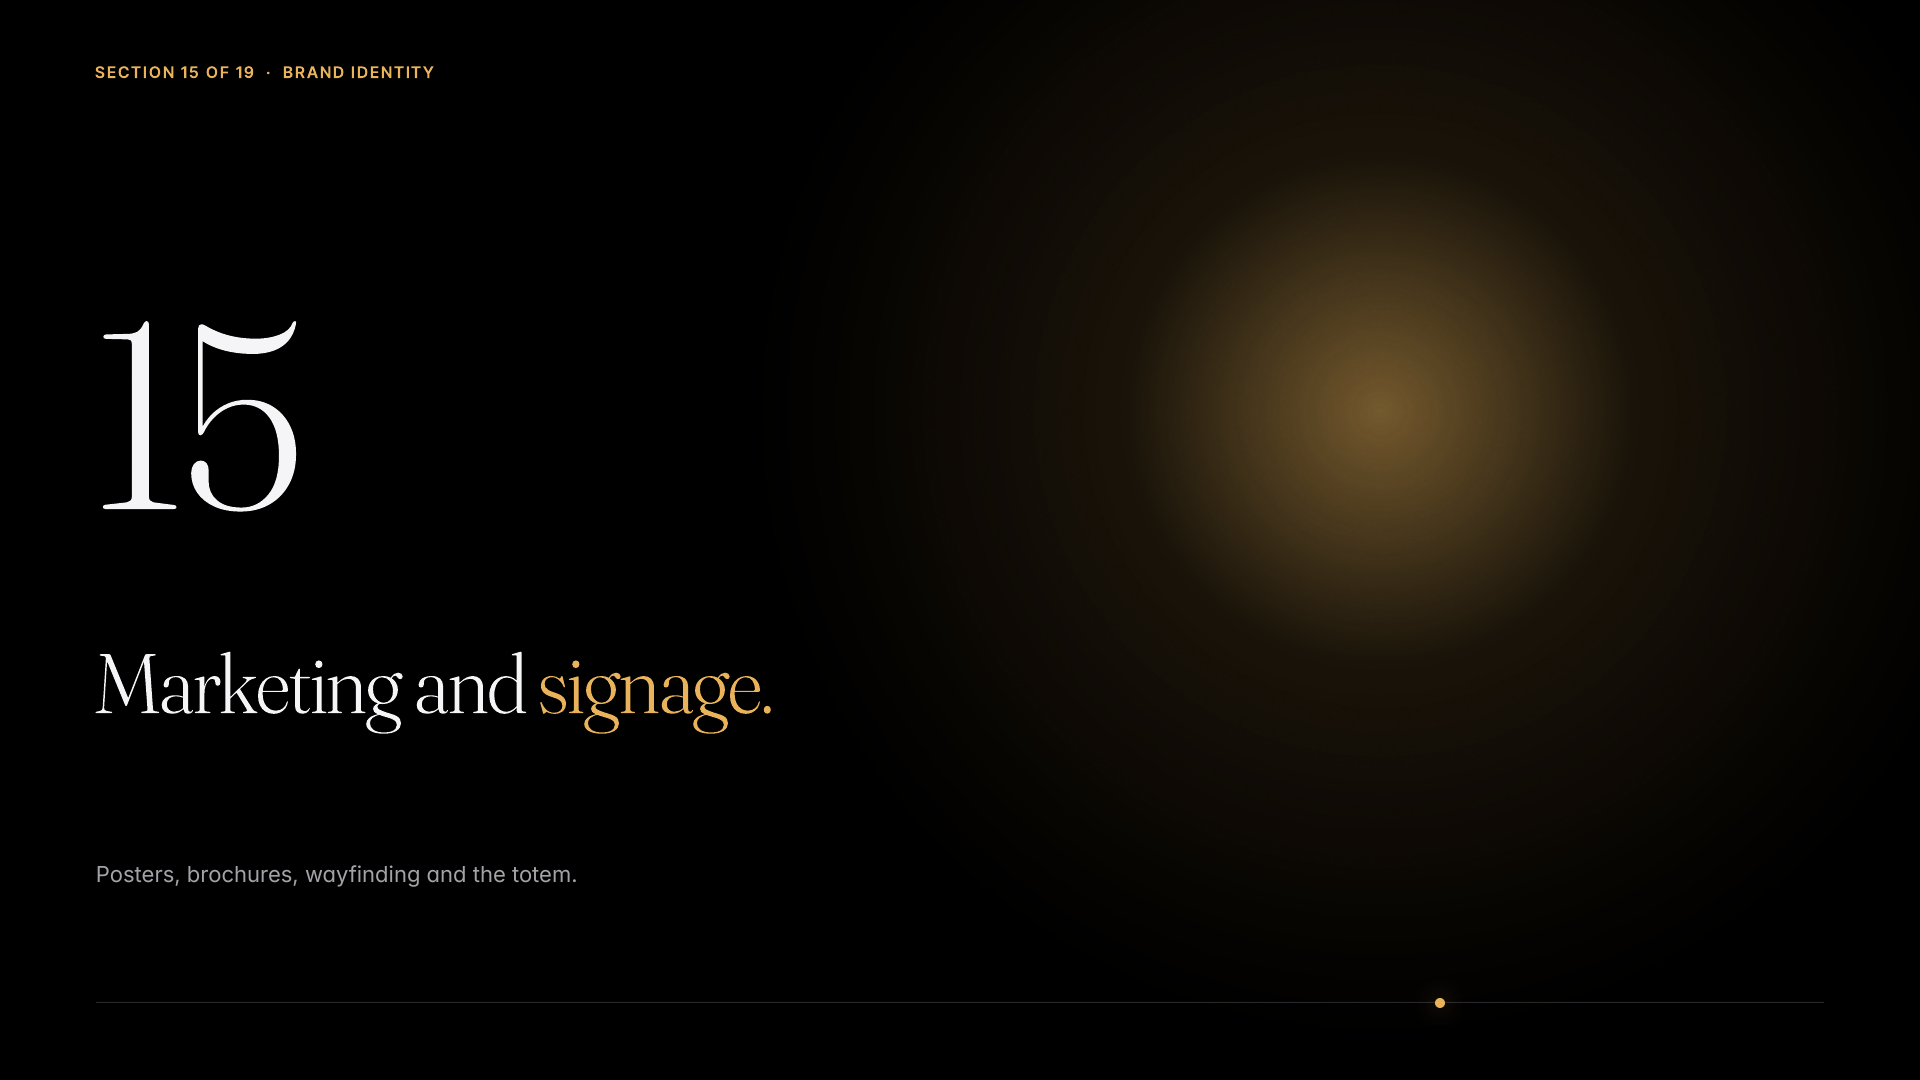 SECTION 15 OF 19 · BRAND IDENTITY
15
Marketing and signage.
Posters, brochures, wayfinding and the totem.